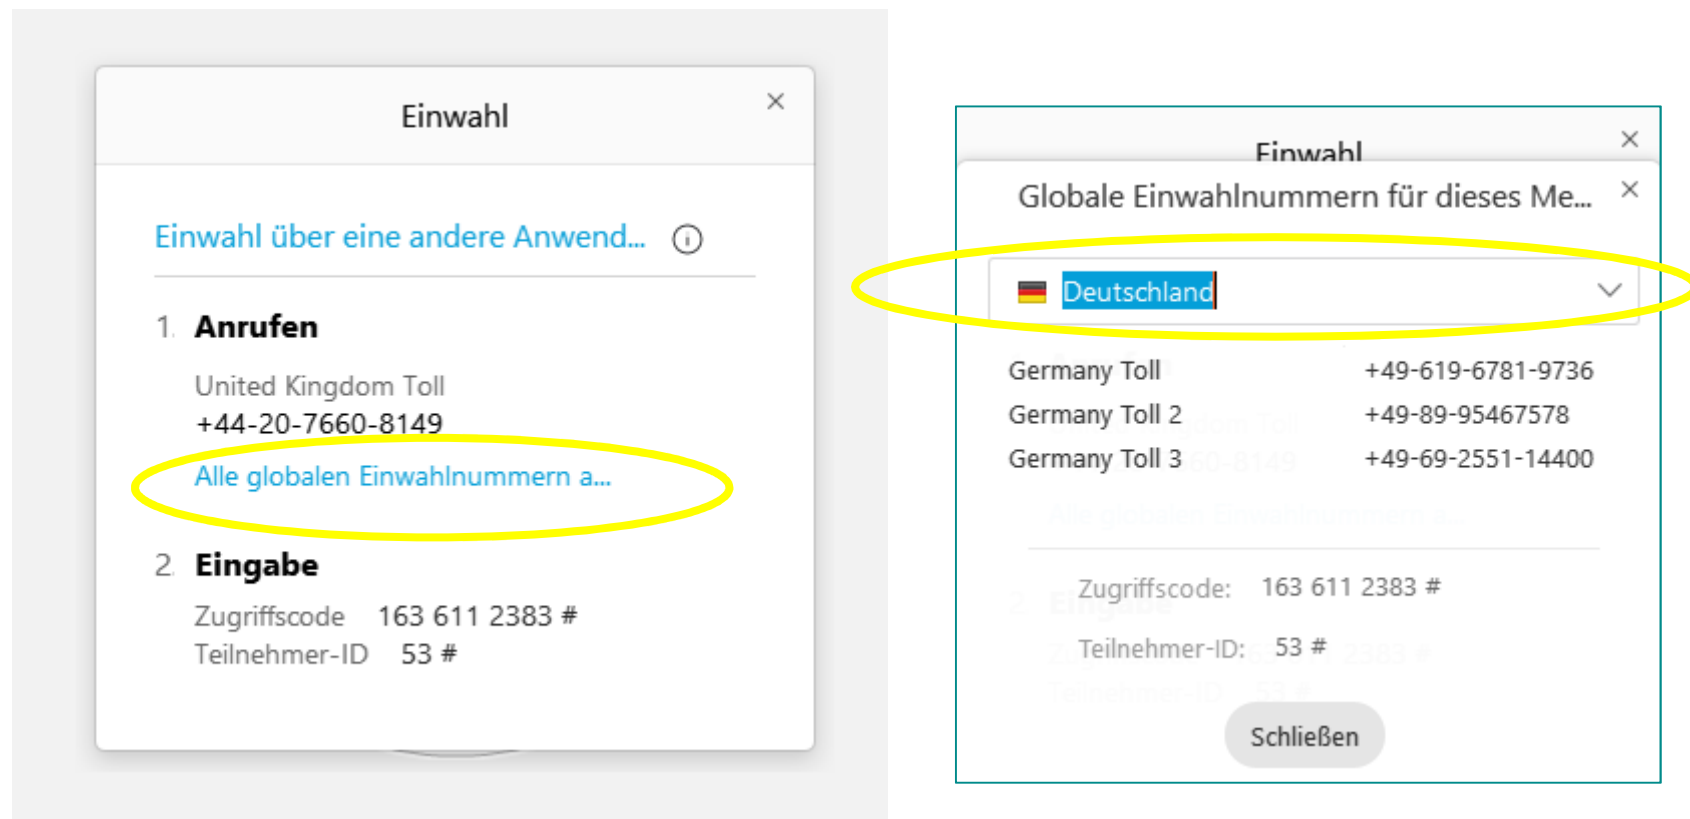 Einwahl
Einwahl über eine andere Anwend...
1. Anrufen
United Kingdom Toll
+44-20-7660-8149
Alle globalen Einwahlnummern a...
2. Eingabe
Zugriffscode 163 611 2383 #
Teilnehmer-ID 53 #
Einwahl
Globale Einwahlnummern für dieses Me...
Deutschland
Germany Toll +49-619-6781-9736
Germany Toll 2 +49-89-95467578
Germany Toll 3 +49-69-2551-14400
Zugriffscode: 163 611 2383 #
Teilnehmer-ID: 53 #
Schließen